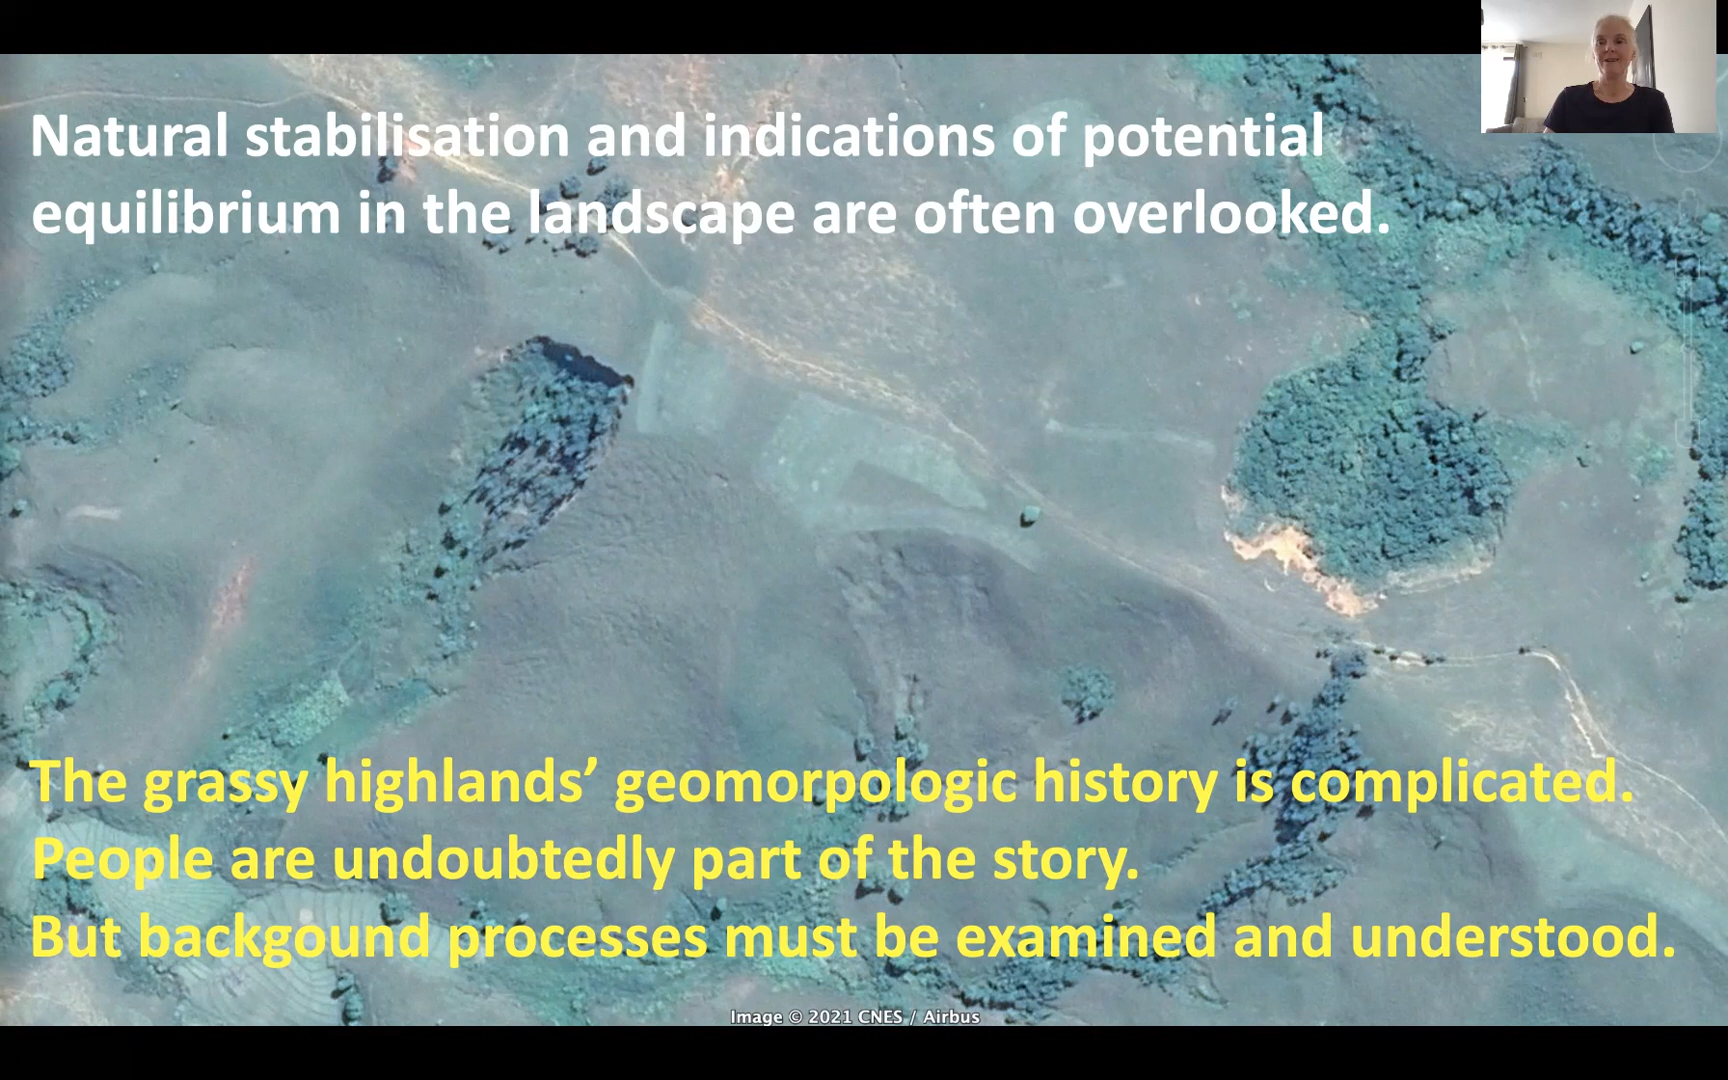 Natural stabilisation and indications of potential
equilibrium in the landscape are often overlooked.
The grassy highlands’ geomorpologic history is complicated.
People are undoubtedly part of the story.
But backgound processes must be examined and understood.
Image © 2021 CNES / Airbus